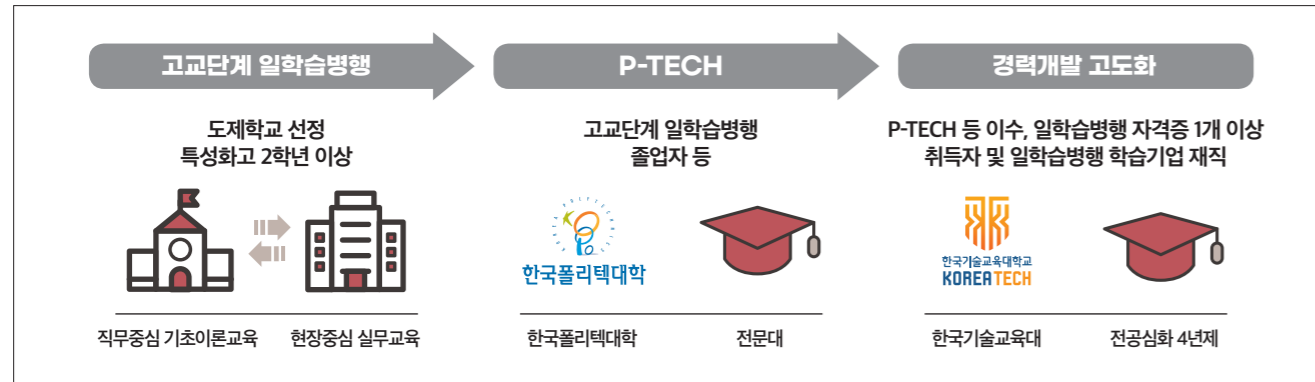 고교단계 일학습병행
P-TECH
경력개발 고도화
도제학교 선정
특성화고 2학년 이상
고교단계 일학습병행
졸업자 등
P-TECH 등 이수, 일학습병행 자격증 1개 이상
취득자 및 일학습병행 학습기업 재직
POLYTECH
한국폴리텍대학
한국기술교육대학교
KOREATECH
직무중심 기초이론교육
현장중심 실무교육
한국폴리텍대학
전문대
한국기술교육대
전공심화 4년제